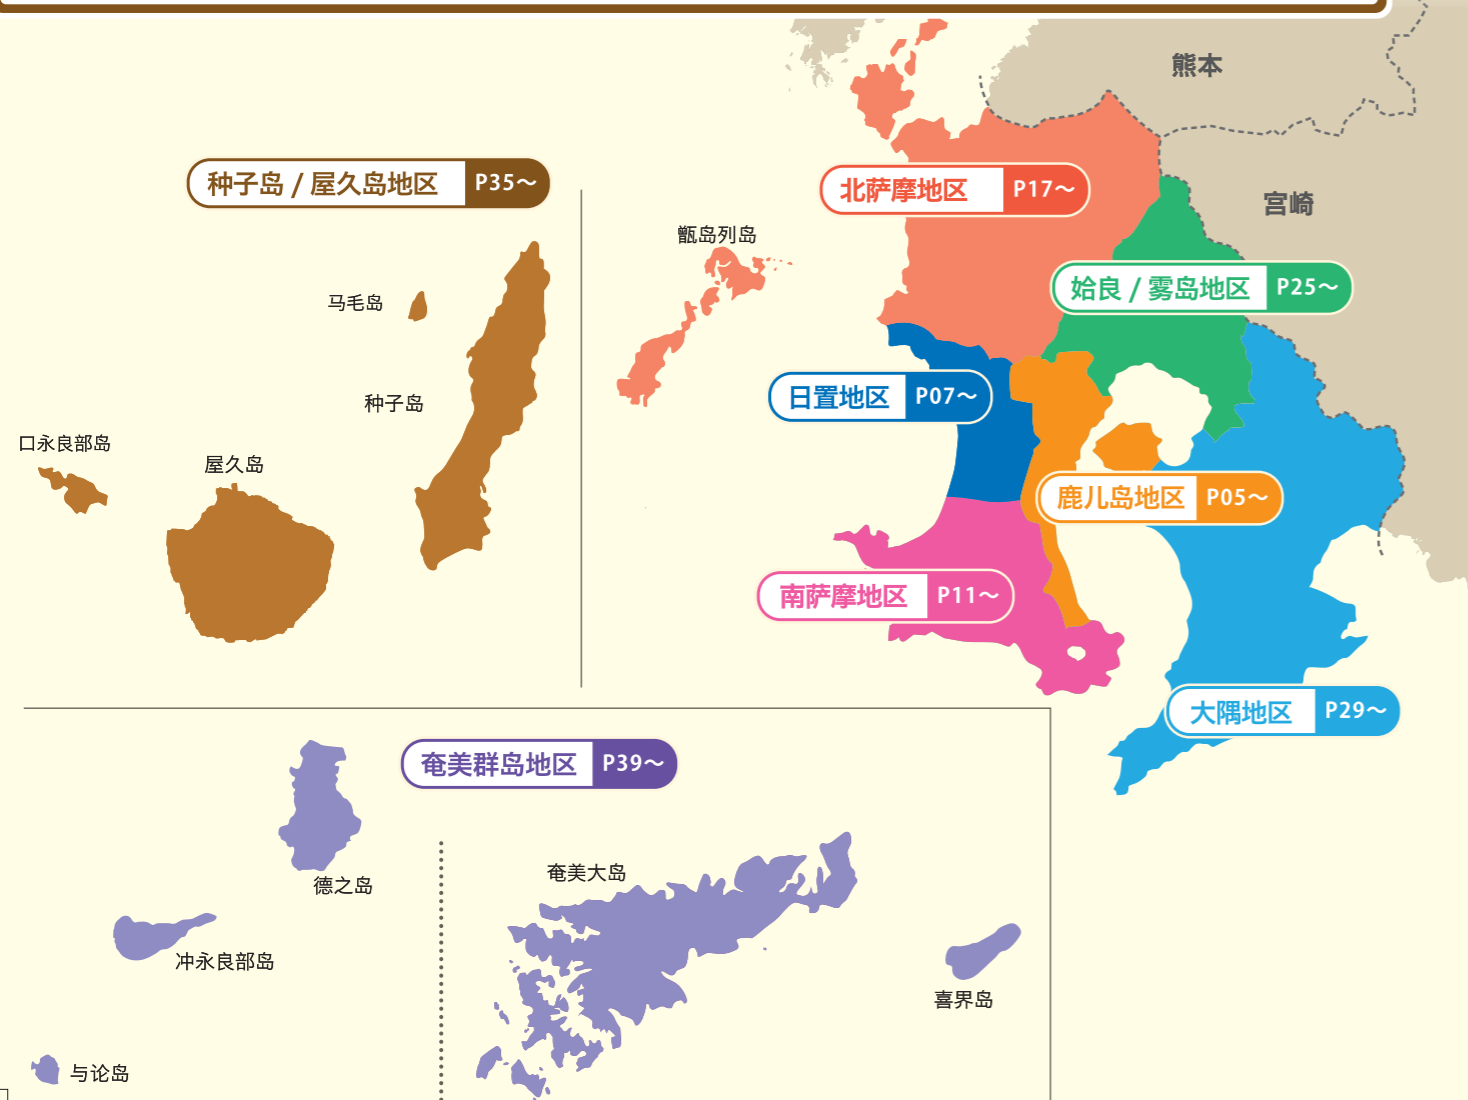 熊本
种子岛 / 屋久岛地区 P35～
北萨摩地区 P17～
宫崎
甑岛列岛
马毛岛
姶良 / 雾岛地区 P25～
种子岛
日置地区 P07～
口永良部岛
屋久岛
鹿儿岛地区 P05～
南萨摩地区 P11～
大隅地区 P29～
奄美群岛地区 P39～
奄美大岛
德之岛
冲永良部岛
喜界岛
与论岛